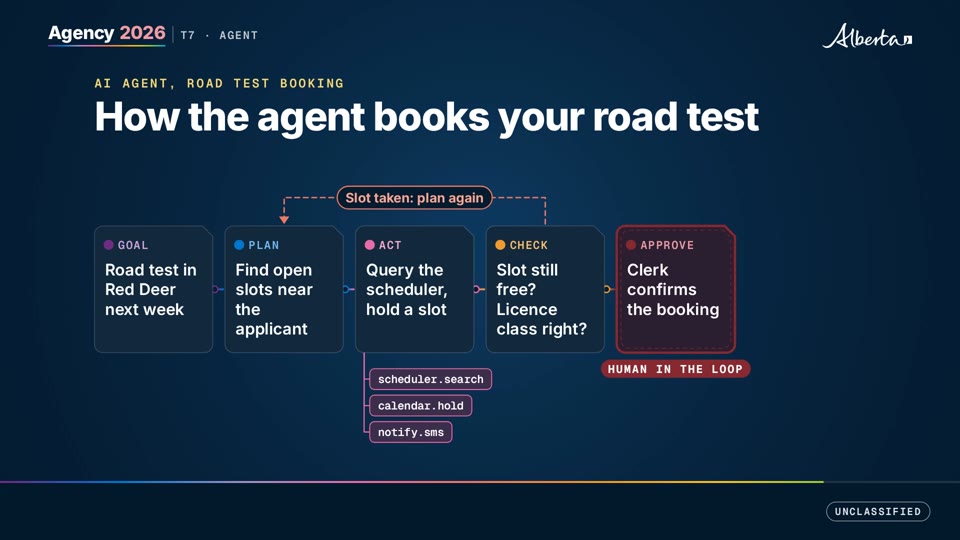 Agency 2026 | T7 · AGENT
Alberta
AI AGENT, ROAD TEST BOOKING
How the agent books your road test
Slot taken: plan again
GOAL
Road test in
Red Deer
next week
PLAN
Find open
slots near
the
applicant
ACT
Query the
scheduler,
hold a slot
CHECK
Slot still
free?
Licence
class right?
APPROVE
Clerk
confirms
the booking
HUMAN IN THE LOOP
scheduler.search
calendar.hold
notify.sms
UNCLASSIFIED